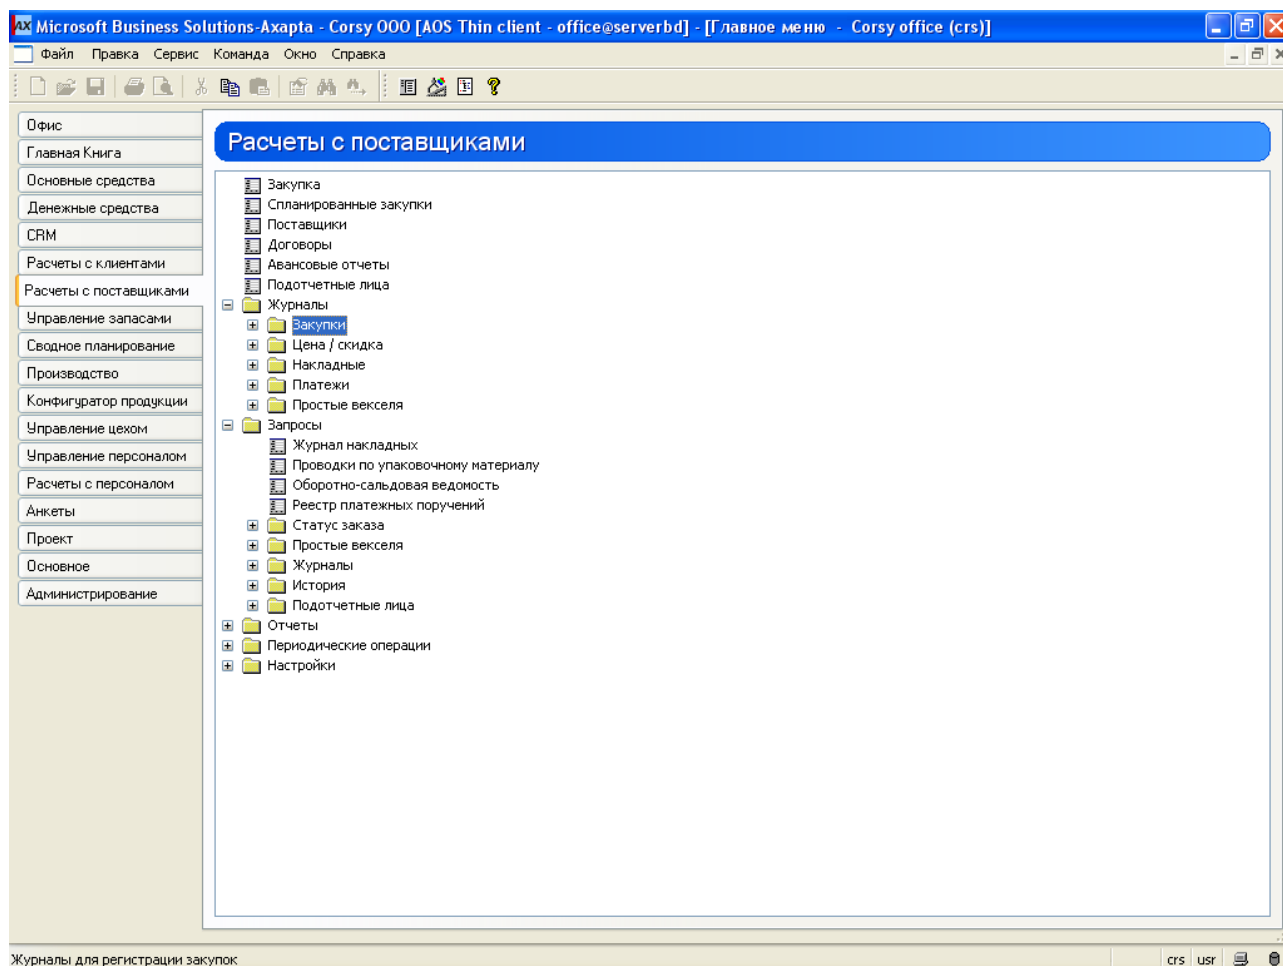 Microsoft Business Solutions-Axapta - Corsy ООО [AOS Thin client - office@serverbd] - [Главное меню - Corsy office (crs)]
Файл Правка Сервис Команда Окно Справка
Офис
Главная Книга
Основные средства
Денежные средства
CRM
Расчеты с клиентами
Расчеты с поставщиками
Управление запасами
Сводное планирование
Производство
Конфигуратор продукции
Управление цехом
Управление персоналом
Расчеты с персоналом
Анкеты
Проект
Основное
Администрирование
Расчеты с поставщиками
Закупка
Спланированные закупки
Поставщики
Договоры
Авансовые отчеты
Подотчетные лица
Журналы
Закупки
Цена / скидка
Накладные
Платежи
Простые векселя
Запросы
Журнал накладных
Проводки по упаковочному материалу
Оборотно-сальдовая ведомость
Реестр платежных поручений
Статус заказа
Простые векселя
Журналы
История
Подотчетные лица
Отчеты
Периодические операции
Настройки
Журналы для регистрации закупок
crs usr